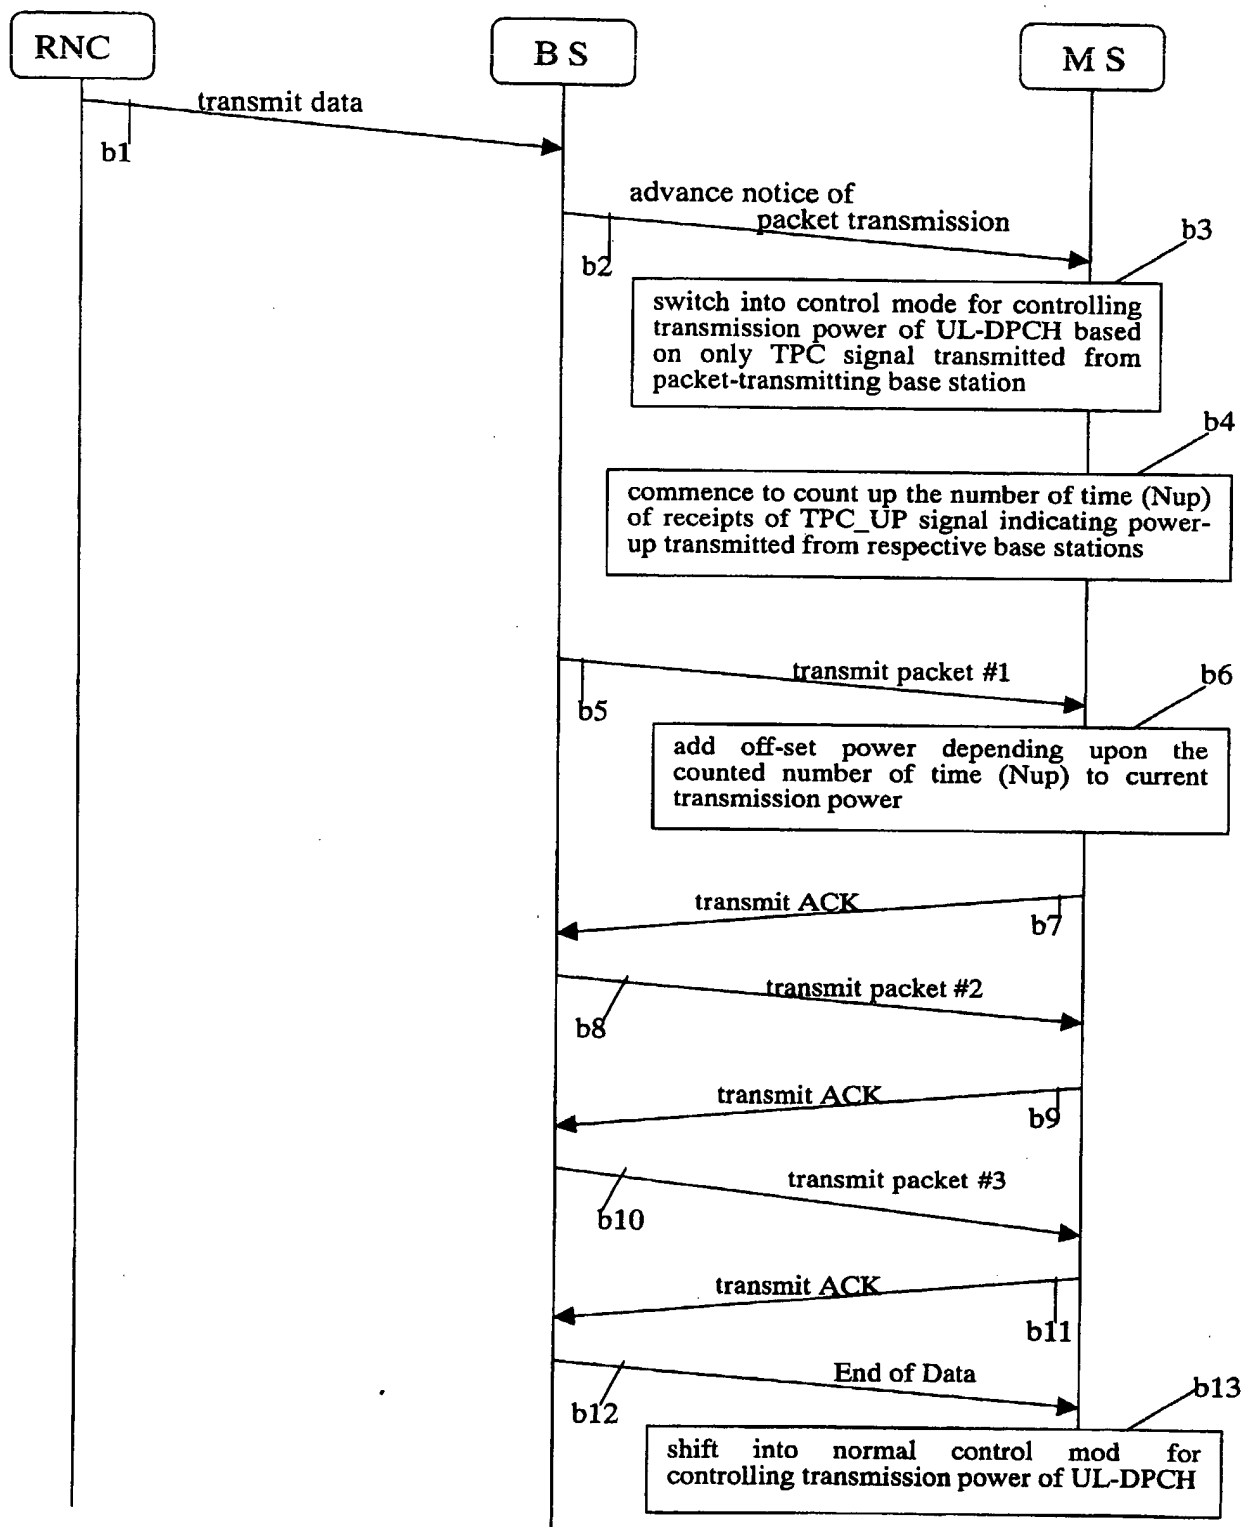 RNC
B S
M S
transmit data
b1
advance notice of
packet transmission
b2
b3
switch into control mode for controlling
transmission power of UL-DPCH based
on only TPC signal transmitted from
packet-transmitting base station
b4
commence to count up the number of time (Nup)
of receipts of TPC_UP signal indicating power-
up transmitted from respective base stations
transmit packet #1
b5
b6
add off-set power depending upon the
counted number of time (Nup) to current
transmission power
transmit ACK
b7
transmit packet #2
b8
transmit ACK
b9
transmit packet #3
b10
transmit ACK
b11
End of Data
b12
b13
shift into normal control mod for
controlling transmission power of UL-DPCH